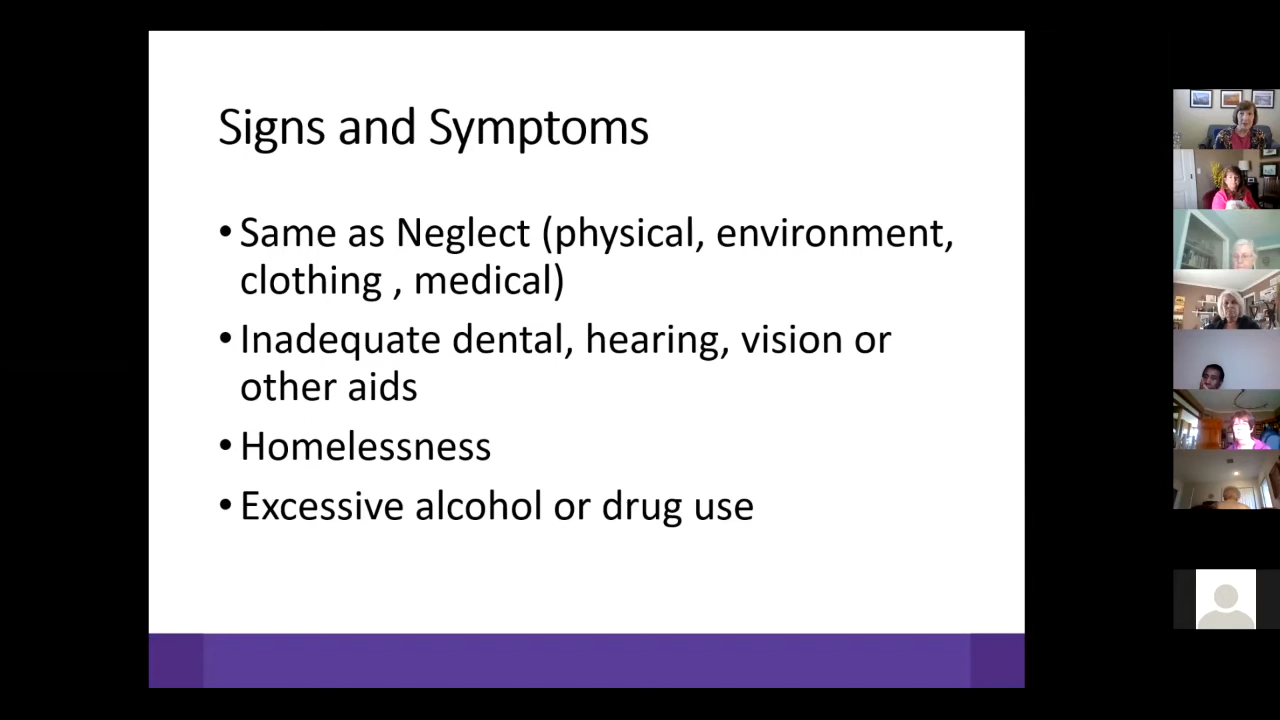 Signs and Symptoms
• Same as Neglect (physical, environment,
clothing , medical)
• Inadequate dental, hearing, vision or
other aids
• Homelessness
• Excessive alcohol or drug use